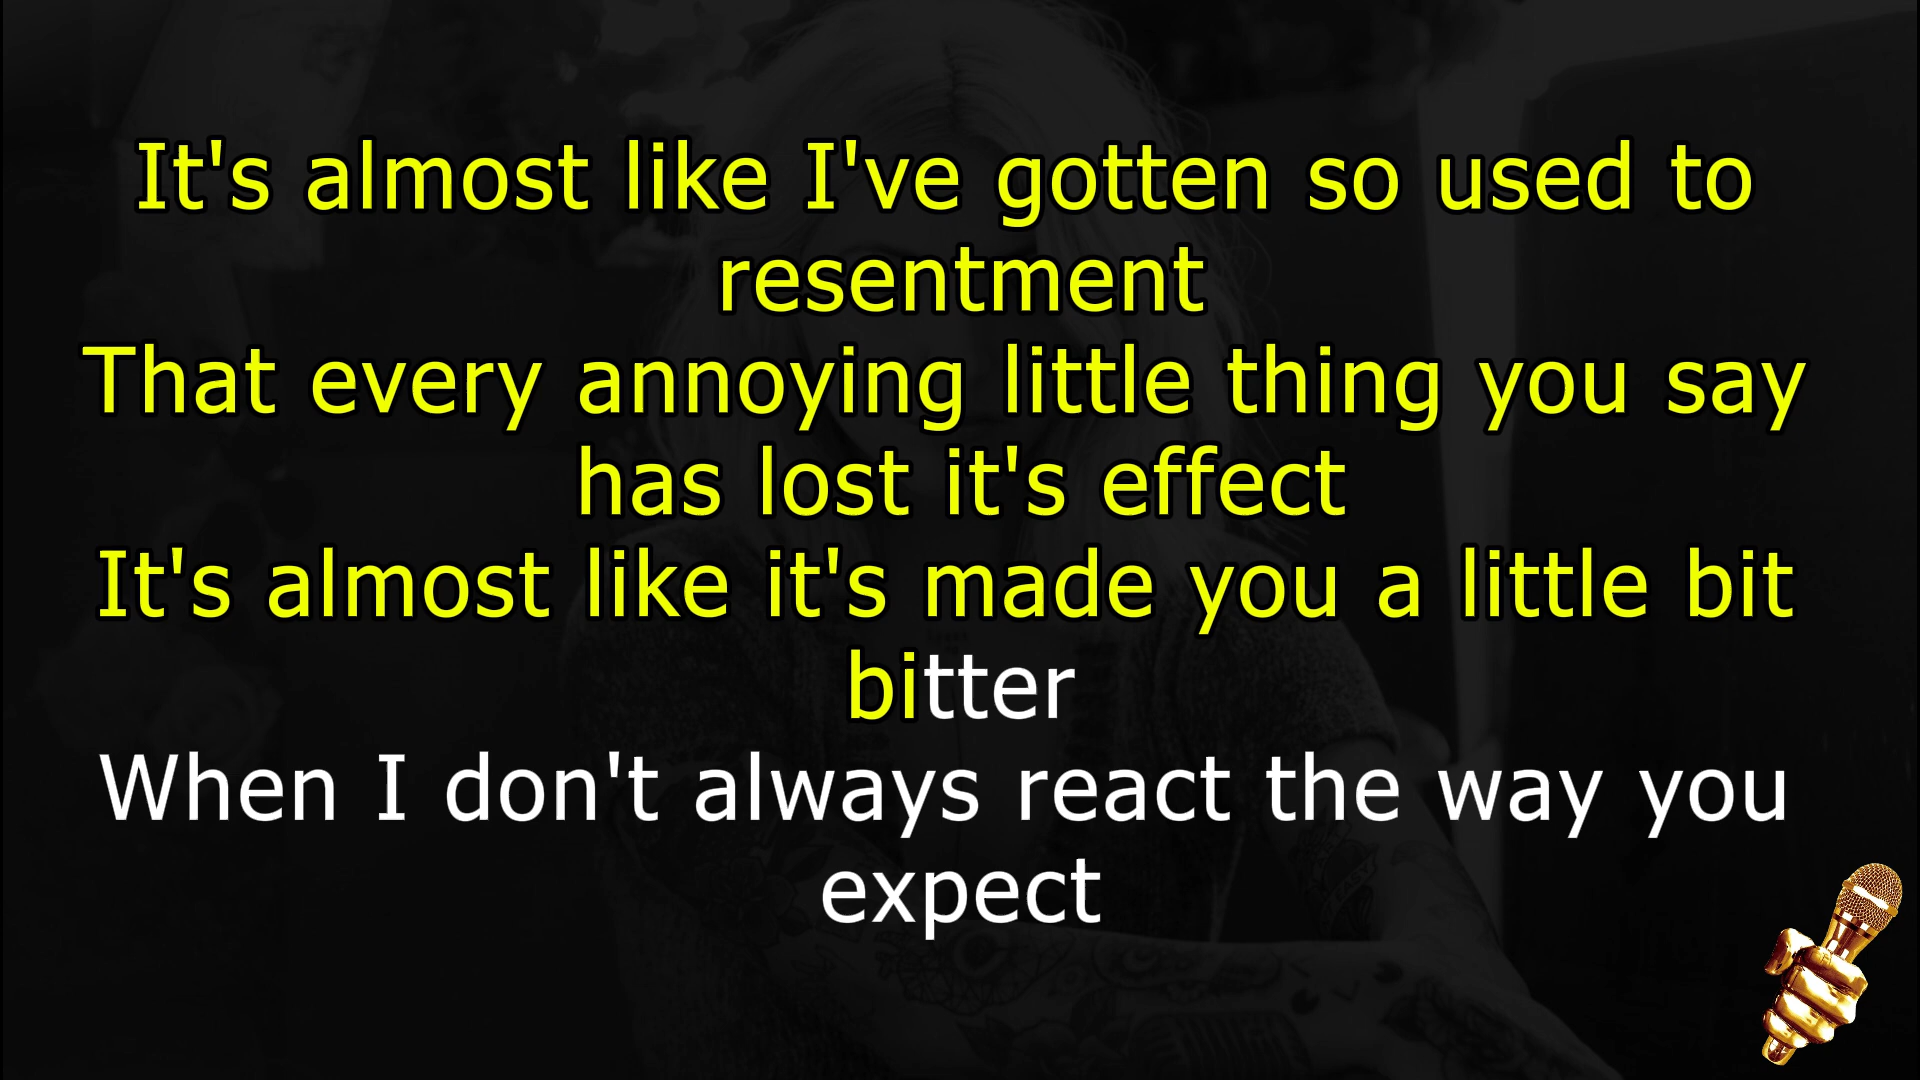 It's almost like I've gotten so used to
resentment
That every annoying little thing you say
has lost it's effect
It's almost like it's made you a little bit
bitter
When I don't always react the way you
expect